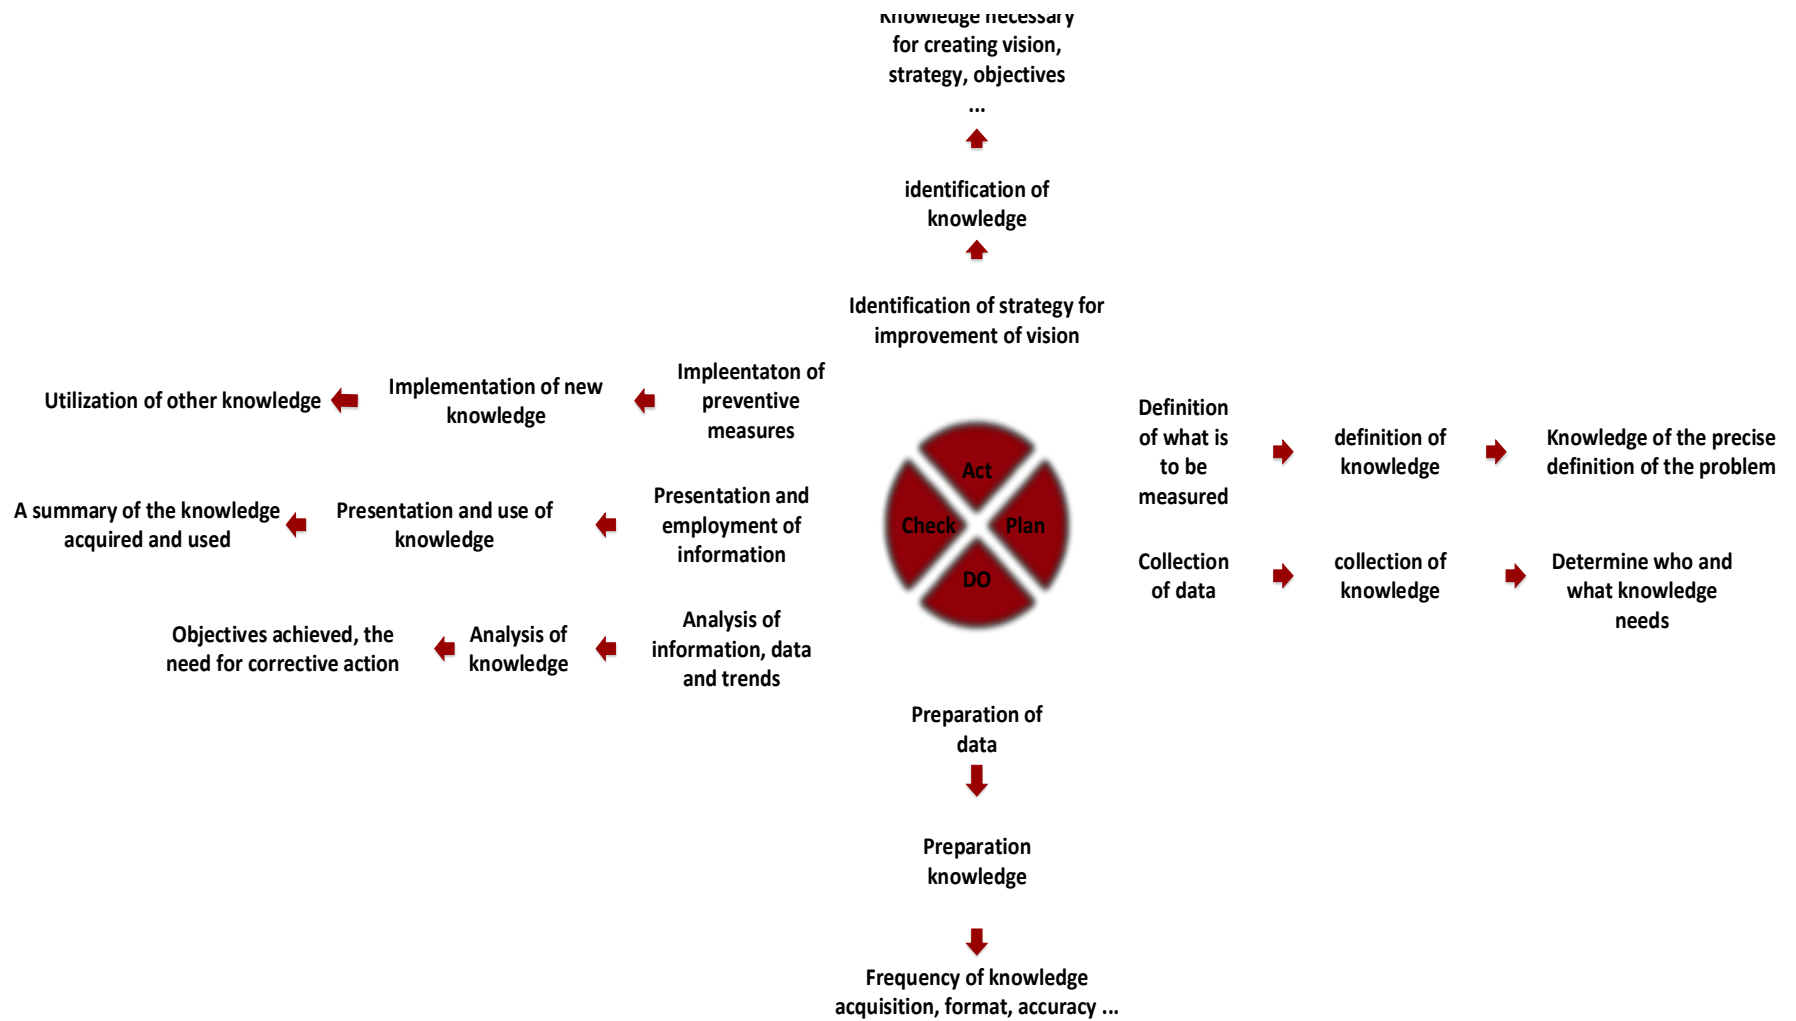 Knowledge necessary
for creating vision,
strategy, objectives
...
identification of
knowledge
Identification of strategy for
improvement of vision
Utilization of other knowledge
Implementation of new
knowledge
Impleentaton of
preventive
measures
Definition
of what is
to be
measured
definition of
knowledge
Knowledge of the precise
definition of the problem
Act
Check
Plan
DO
A summary of the knowledge
acquired and used
Presentation and use of
knowledge
Presentation and
employment of
information
Collection
of data
collection of
knowledge
Determine who and
what knowledge
needs
Objectives achieved, the
need for corrective action
Analysis of
knowledge
Analysis of
information, data
and trends
Preparation of
data
Preparation
knowledge
Frequency of knowledge
acquisition, format, accuracy ...